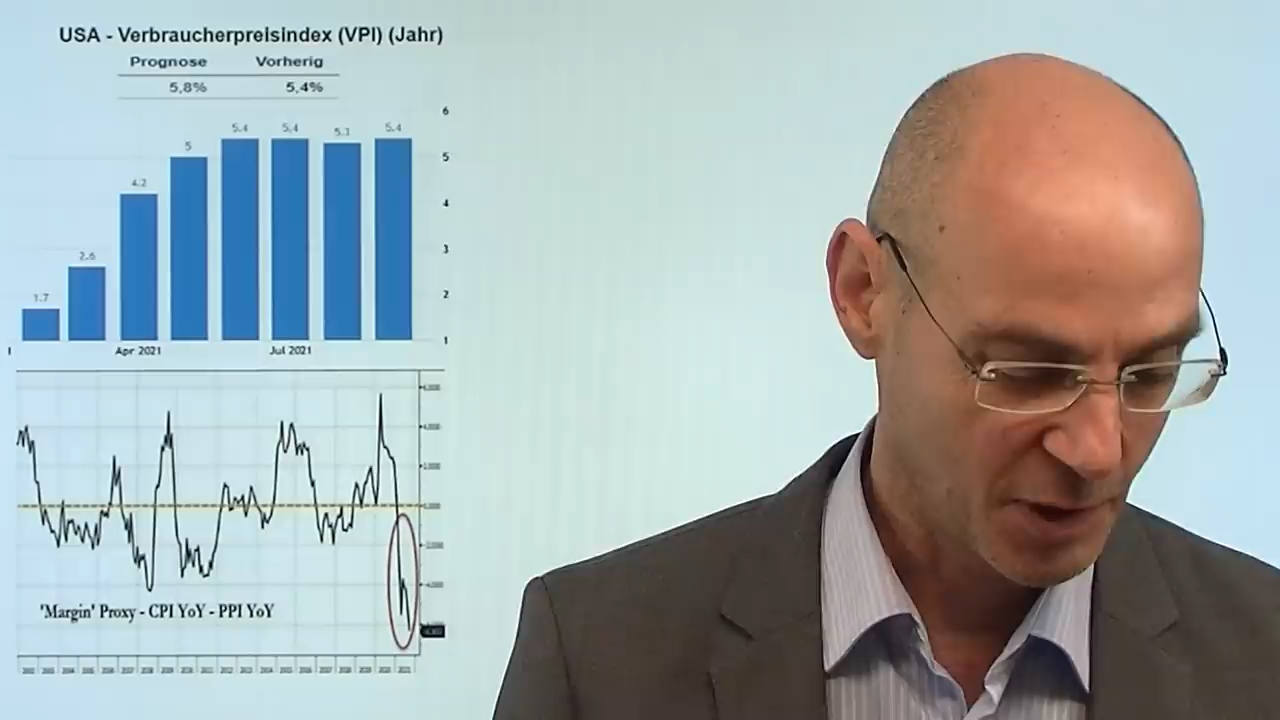 USA - Verbraucherpreisindex (VPI) (Jahr)
Prognose Vorherig
5,8% 5,4%
6
5.4 5.4 5.3 5.4
5 5
4.2 4
3
2.6
2
1.7
1
Apr 2021 Jul 2021
'Margin' Proxy - CPI YoY - PPI YoY